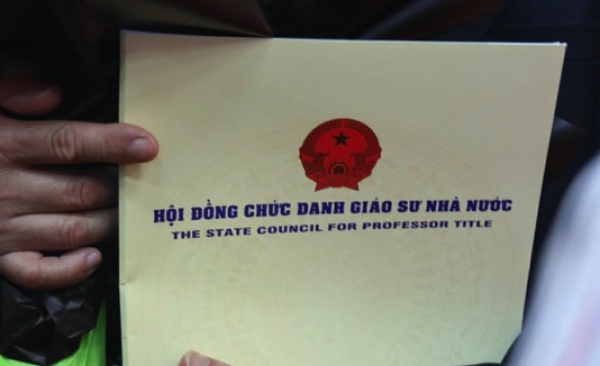 HỘI ĐỒNG CHỨC DANH GIÁO SƯ NHÀ NƯỚC
THE STATE COUNCIL FOR PROFESSOR TITLE